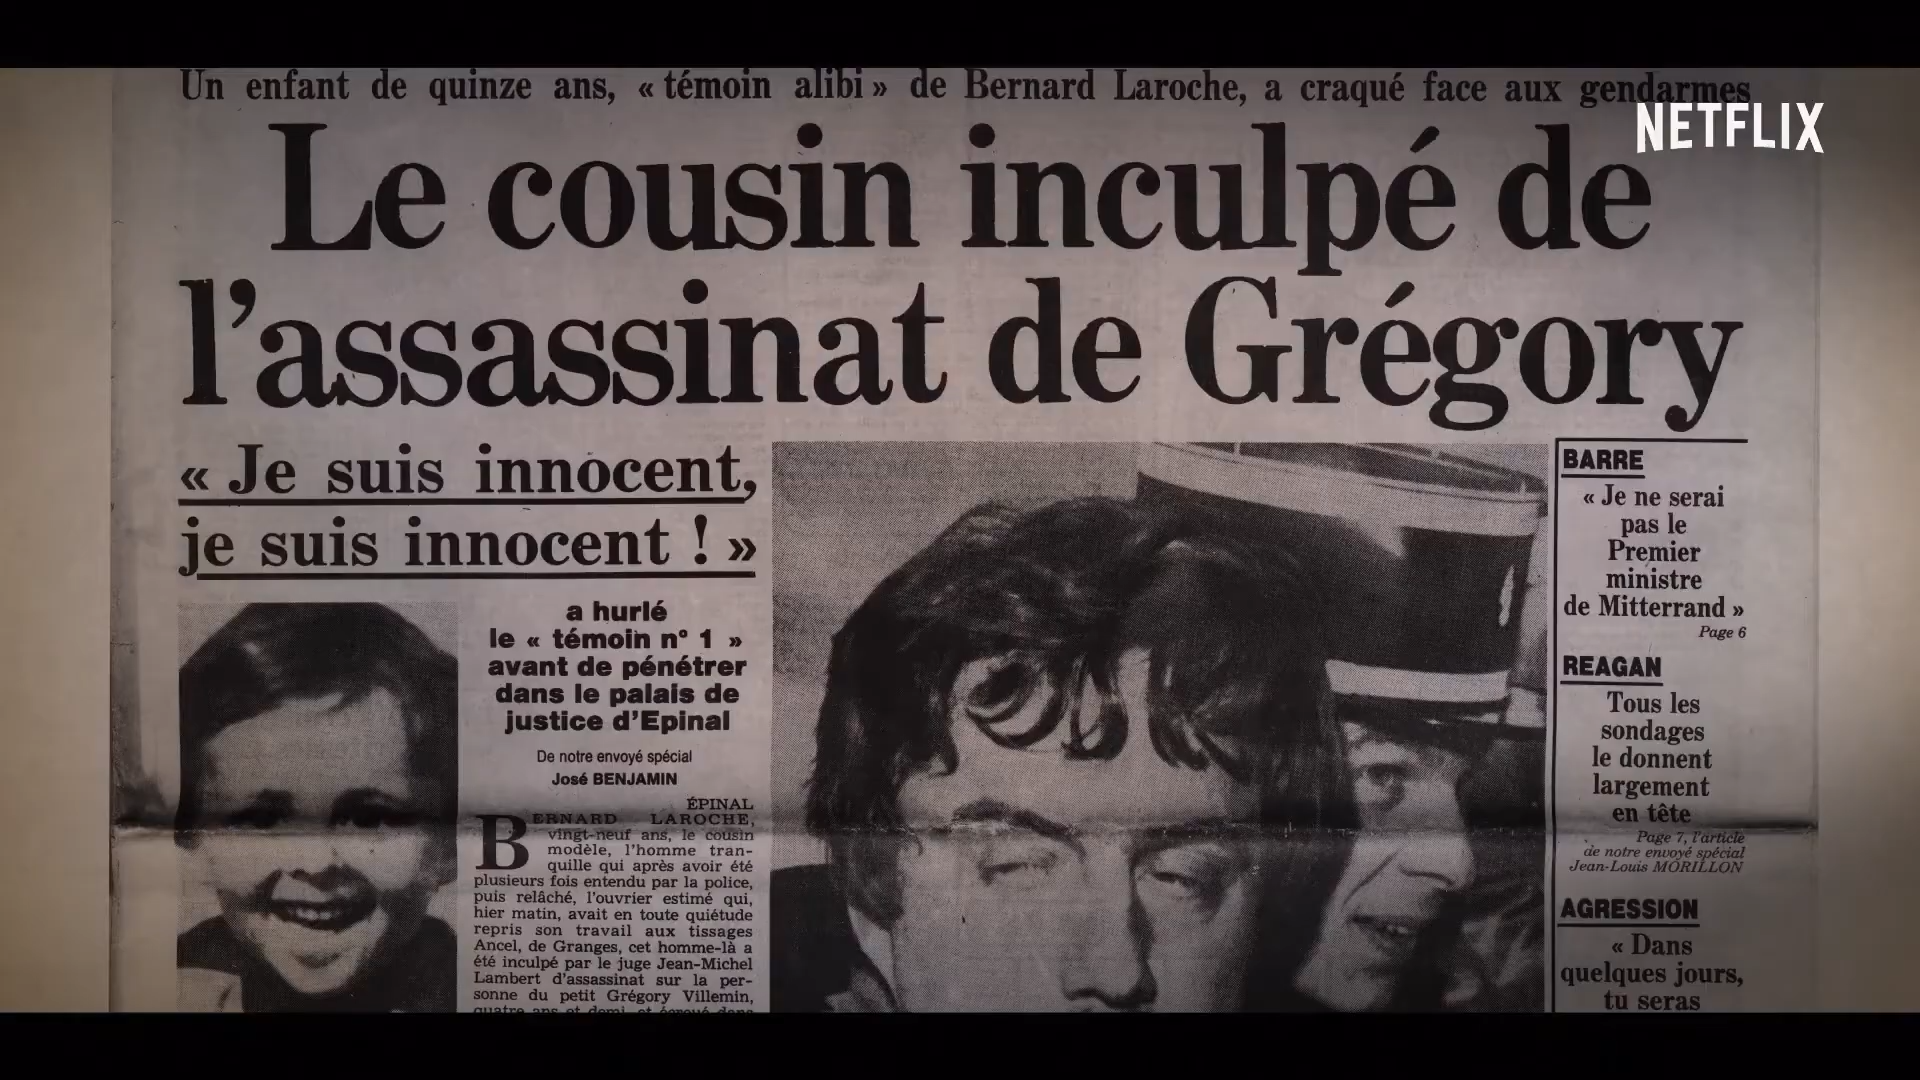 Un enfant de quinze ans, « témoin alibi » de Bernard Laroche, a craqué face aux gendarmes
NETFLIX
Le cousin inculpé de
l'assassinat de Grégory
« Je suis innocent,
je suis innocent ! »
a hurlé
le « témoin n° 1 »
avant de pénétrer
dans le palais de
justice d'Epinal
De notre envoyé spécial
José BENJAMIN
ÉPINAL
BERNARD LAROCHE,
vingt-neuf ans, le cousin
modèle, l'homme tran-
quille qui après avoir été
plusieurs fois entendu par la police,
puis relâché, l'ouvrier estimé qui,
hier matin, avait en toute quiétude
repris son travail aux tissages
Ancel, de Granges, cet homme-là a
été inculpé par le juge Jean-Michel
Lambert d'assassinat sur la per-
sonne du petit Grégory Villemin,
quatre ans et demi, et écroué dans
BARRE
« Je ne serai
pas le
Premier
ministre
de Mitterrand »
Page 6
REAGAN
Tous les
sondages
le donnent
largement
en tête
Page 7, l'article
de notre envoyé spécial
Jean-Louis MORILLON
AGRESSION
« Dans
quelques jours,
tu seras